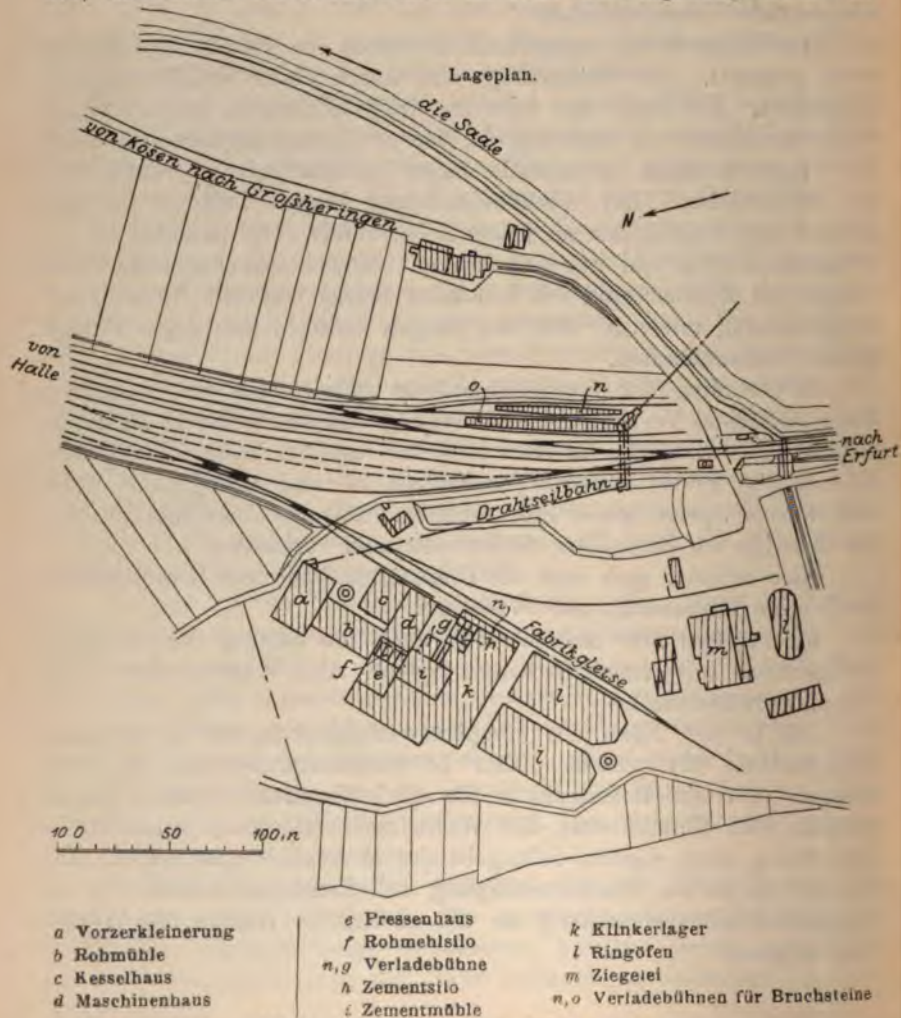 Lageplan.
die Saale
von Kösen nach Großheringen
N
von
Halle
o
n
nach
Erfurt
Drahtseilbahn
a
c
n
b
d
g
h
Fabrikgleise
f
e
i
k
l
l
m
l
10 0 50 100 m
a Vorzerkleinerung
b Rohmühle
c Kesselhaus
d Maschinenhaus
e Pressenhaus
f Rohmehlsilo
n, g Verladebühne
h Zementsilo
i Zementmühle
k Klinkerlager
l Ringöfen
m Ziegelei
n, o Verladebühnen für Bruchsteine